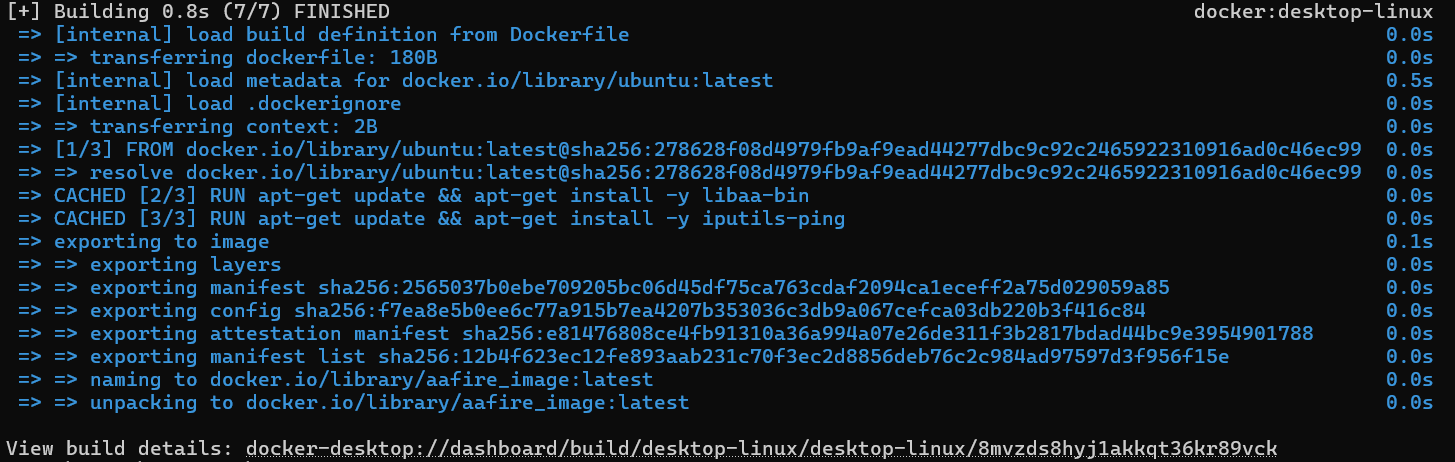 [+] Building 0.8s (7/7) FINISHED docker:desktop-linux
=> [internal] load build definition from Dockerfile 0.0s
=> => transferring dockerfile: 180B 0.0s
=> [internal] load metadata for docker.io/library/ubuntu:latest 0.5s
=> [internal] load .dockerignore 0.0s
=> => transferring context: 2B 0.0s
=> [1/3] FROM docker.io/library/ubuntu:latest@sha256:278628f08d4979fb9af9ead44277dbc9c92c2465922310916ad0c46ec99 0.0s
=> => resolve docker.io/library/ubuntu:latest@sha256:278628f08d4979fb9af9ead44277dbc9c92c2465922310916ad0c46ec99 0.0s
=> CACHED [2/3] RUN apt-get update && apt-get install -y libaa-bin 0.0s
=> CACHED [3/3] RUN apt-get update && apt-get install -y iputils-ping 0.0s
=> exporting to image 0.1s
=> => exporting layers 0.0s
=> => exporting manifest sha256:2565037b0ebe709205bc06d45df75ca763cdaf2094ca1eceff2a75d029059a85 0.0s
=> => exporting config sha256:f7ea8e5b0ee6c77a915b7ea4207b353036c3db9a067cefca03db220b3f416c84 0.0s
=> => exporting attestation manifest sha256:e81476808ce4fb91310a36a994a07e26de311f3b2817bdad44bc9e3954901788 0.0s
=> => exporting manifest list sha256:12b4f623ec12fe893aab231c70f3ec2d8856deb76c2c984ad97597d3f956f15e 0.0s
=> => naming to docker.io/library/aafire_image:latest 0.0s
=> => unpacking to docker.io/library/aafire_image:latest 0.0s
View build details: docker-desktop://dashboard/build/desktop-linux/desktop-linux/8mvzds8hyj1akkqt36kr89vck